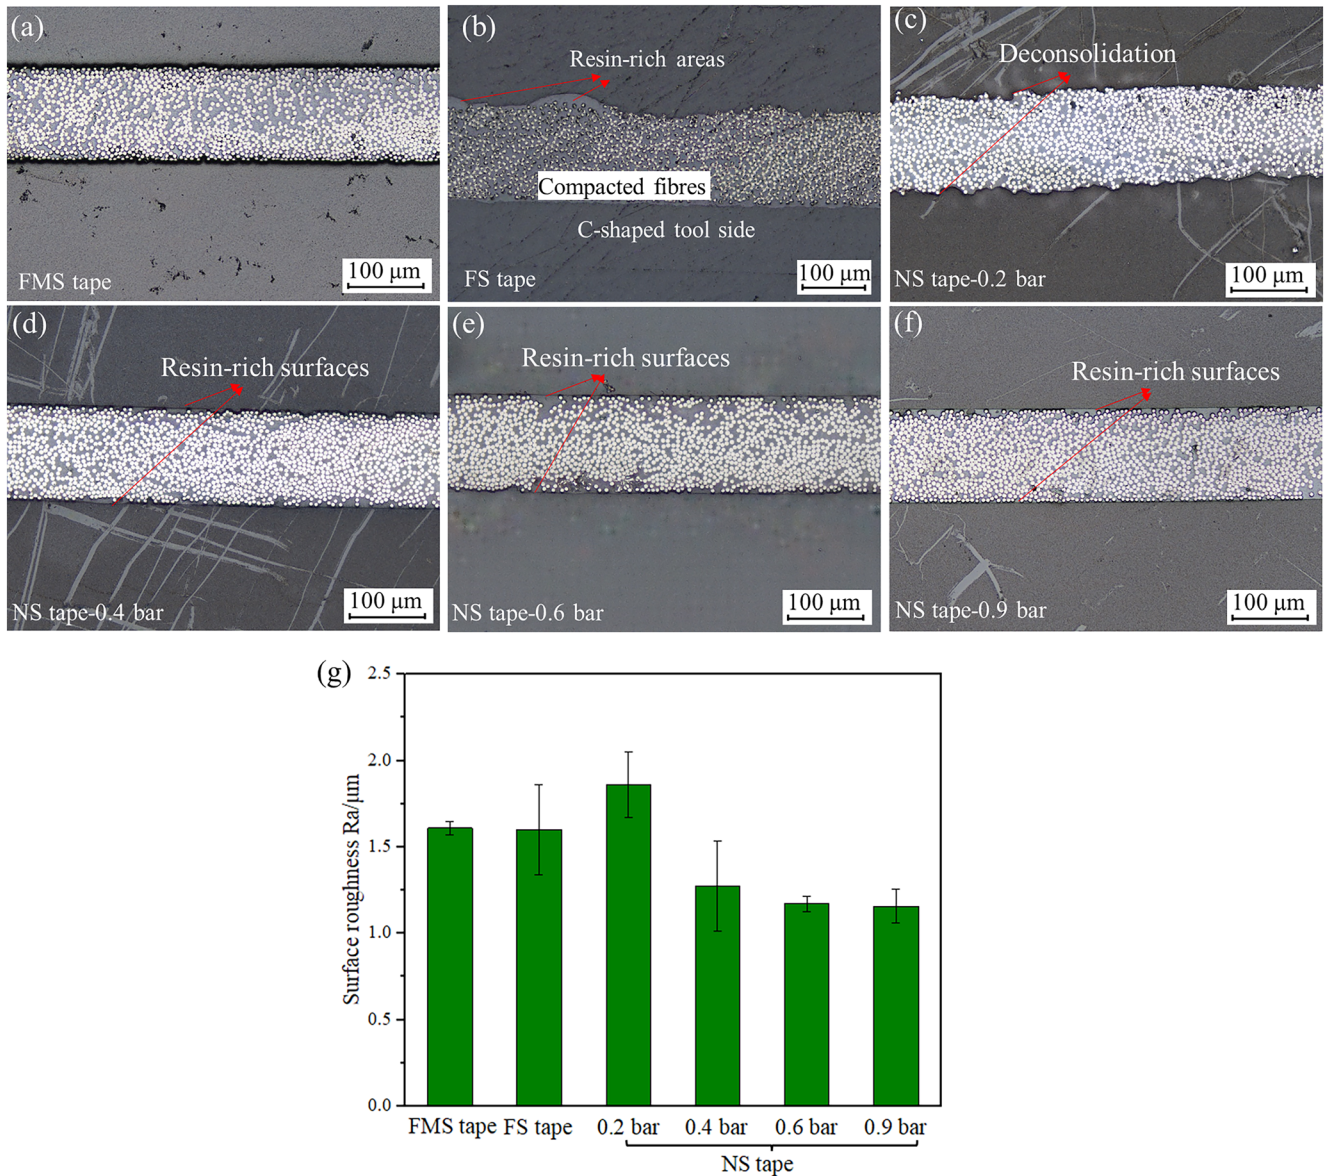 (a)
FMS tape
100 μm
(b)
Resin-rich areas
Compacted fibres
C-shaped tool side
FS tape
100 μm
(c)
Deconsolidation
NS tape-0.2 bar
100 μm
(d)
Resin-rich surfaces
NS tape-0.4 bar
100 μm
(e)
Resin-rich surfaces
NS tape-0.6 bar
100 μm
(f)
Resin-rich surfaces
NS tape-0.9 bar
100 μm
(g)
Surface roughness Ra/μm
2.5
2.0
1.5
1.0
0.5
0.0
FMS tape FS tape 0.2 bar 0.4 bar 0.6 bar 0.9 bar
NS tape